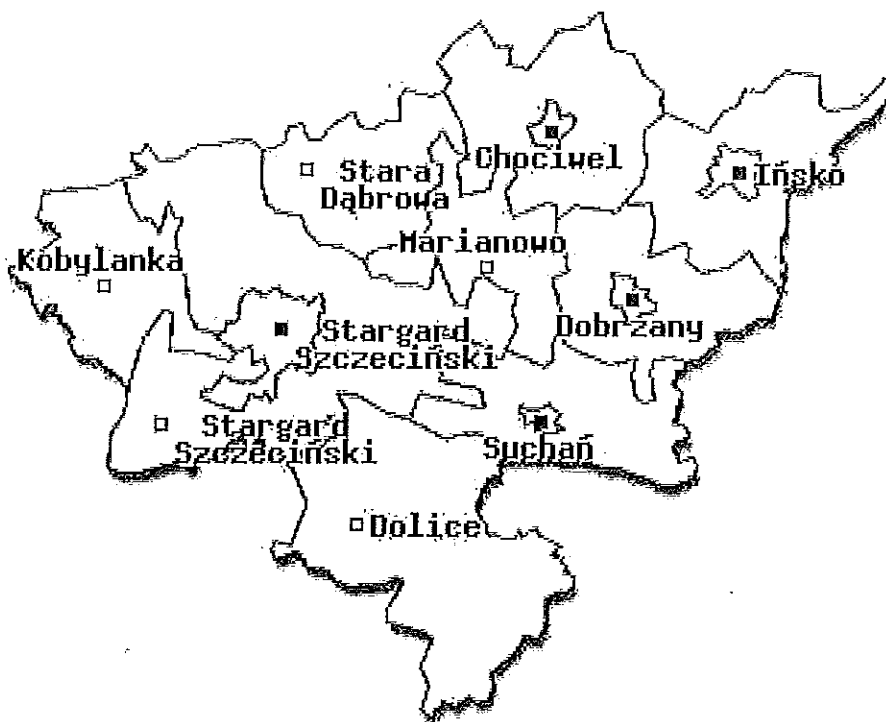 Chociwel
Stara
Dąbrowa
Ińsko
Marianowo
Kobylanka
Stargard
Szczeciński
Dobrzany
Stargard
Szczeciński
Suchań
Dolice